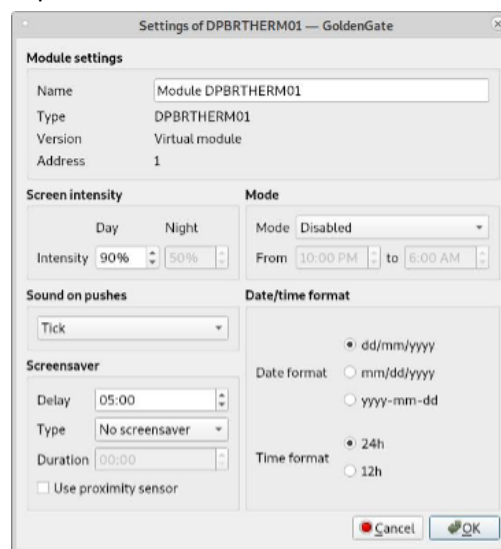 Settings of DPBRTHERM01 — GoldenGate
Module settings
Name Module DPBRTHERM01
Type DPBRTHERM01
Version Virtual module
Address 1
Screen intensity
Day Night
Intensity 90% 50%
Mode
Mode Disabled
From 10:00 PM to 6:00 AM
Sound on pushes
Tick
Date/time format
Date format
dd/mm/yyyy
mm/dd/yyyy
yyyy-mm-dd
Time format
24h
12h
Screensaver
Delay 05:00
Type No screensaver
Duration 00:00
Use proximity sensor
Cancel OK